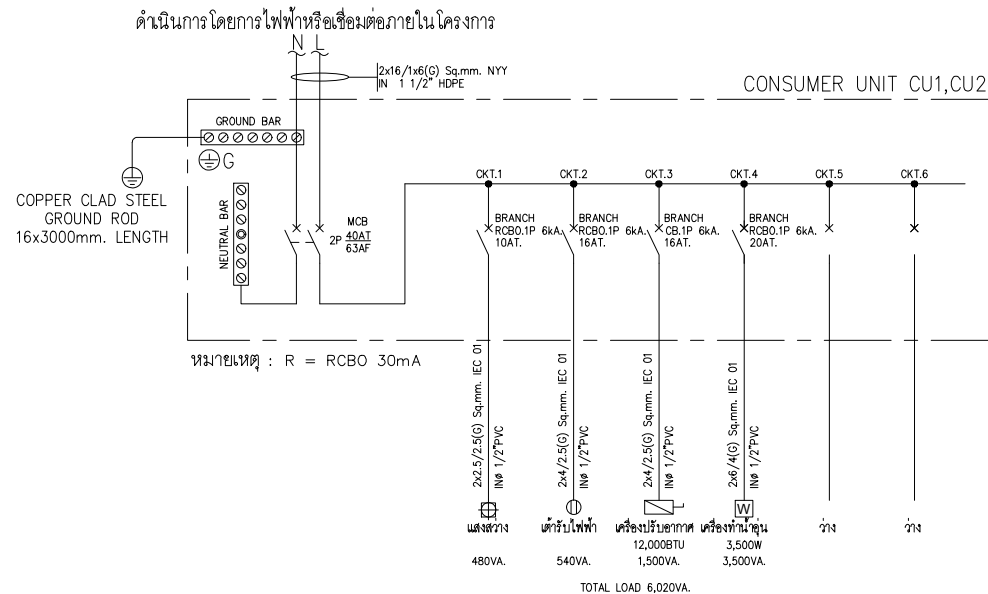 ดำเนินการโดยการไฟฟ้าหรือเชื่อมต่อภายในโครงการ
N L
2x16/1x6(G) Sq.mm. NYY
IN 1 1/2" HDPE
CONSUMER UNIT CU1,CU2
GROUND BAR
G
COPPER CLAD STEEL
GROUND ROD
16x3000mm. LENGTH
NEUTRAL BAR
MCB
2P 40AT
63AF
CKT.1 CKT.2 CKT.3 CKT.4 CKT.5 CKT.6
BRANCH
RCBO.1P 6kA.
10AT.
BRANCH
RCBO.1P 6kA.
16AT.
BRANCH
CB.1P 6kA.
16AT.
BRANCH
RCBO.1P 6kA.
20AT.
หมายเหตุ : R = RCBO 30mA
2x2.5/2.5(G) Sq.mm. IEC 01
INø 1/2"PVC
2x4/2.5(G) Sq.mm. IEC 01
INø 1/2"PVC
2x4/2.5(G) Sq.mm. IEC 01
INø 1/2"PVC
2x6/4(G) Sq.mm. IEC 01
INø 1/2"PVC
W
แสงสว่าง เต้ารับไฟฟ้า เครื่องปรับอากาศ เครื่องทำน้ำอุ่น ว่าง ว่าง
12,000BTU 3,500W
480VA. 540VA. 1,500VA. 3,500VA.
TOTAL LOAD 6,020VA.